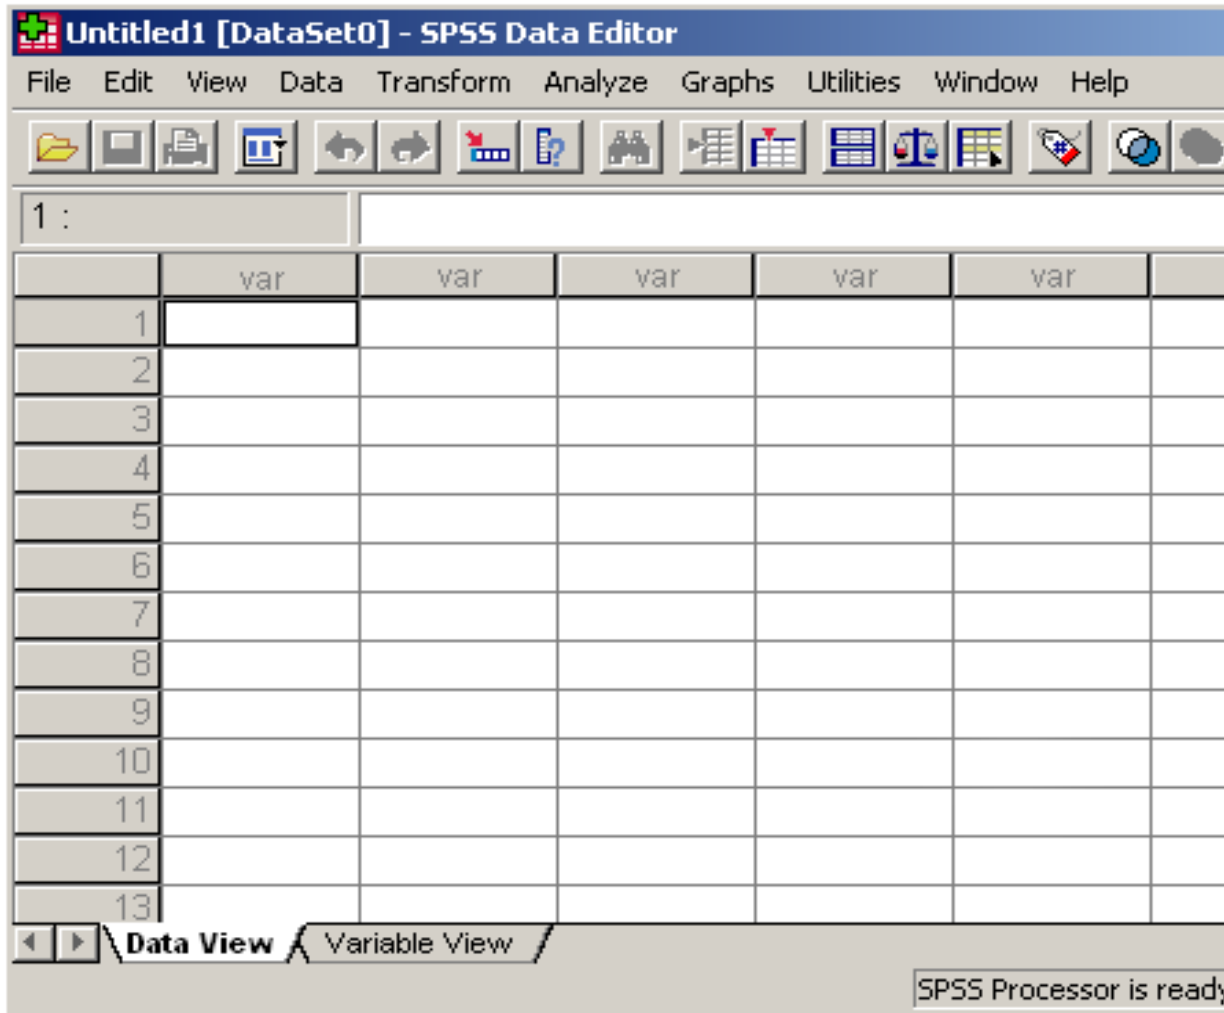 Untitled1 [DataSet0] - SPSS Data Editor
File Edit View Data Transform Analyze Graphs Utilities Window Help
1 :
var var var var var
1
2
3
4
5
6
7
8
9
10
11
12
13
Data View Variable View
SPSS Processor is ready